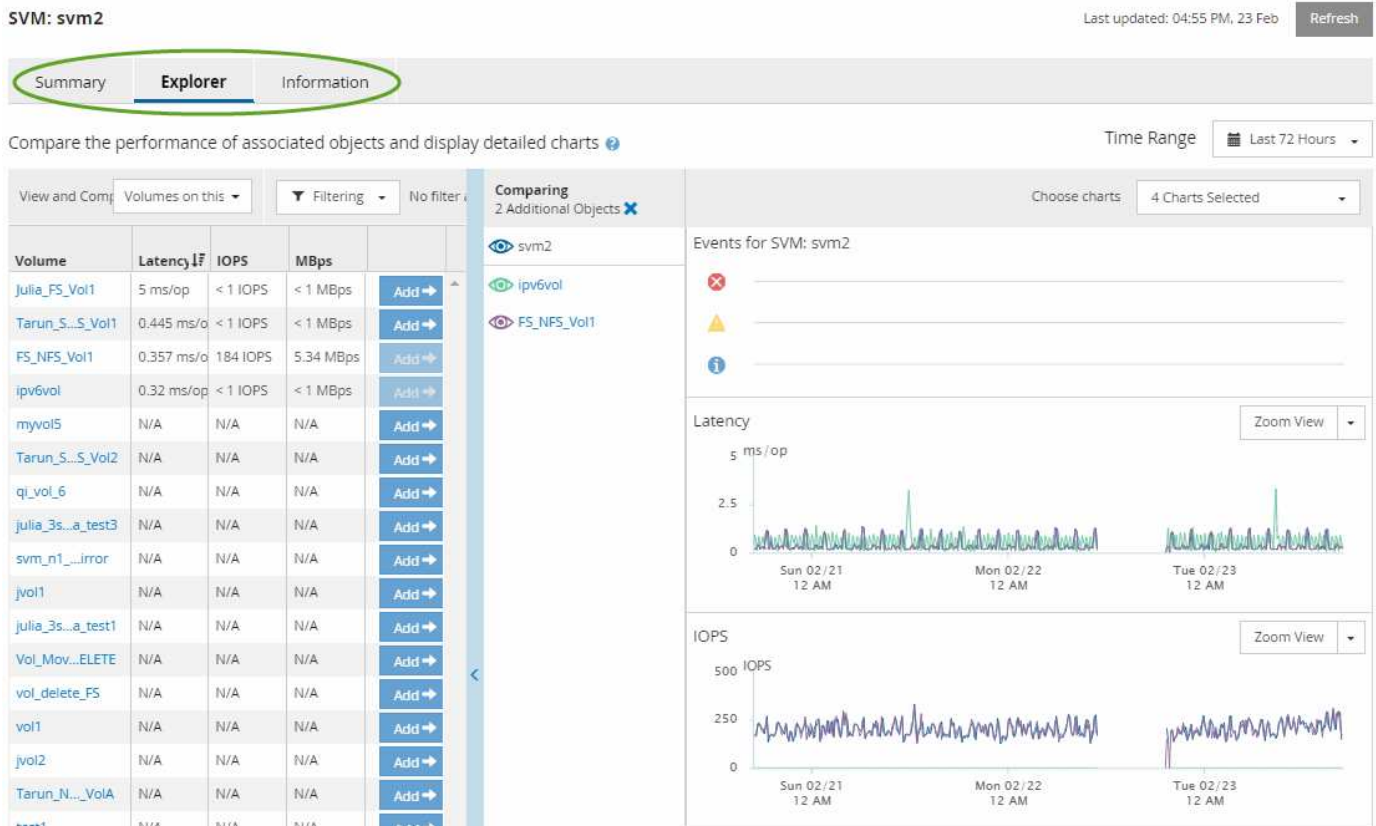 SVM: svm2
Last updated: 04:55 PM, 23 Feb
Refresh
Summary
Explorer
Information
Compare the performance of associated objects and display detailed charts
Time Range
Last 72 Hours
View and Comp
Volumes on this
Filtering
No filter
Comparing
2 Additional Objects
Choose charts
4 Charts Selected
Volume Latency IOPS MBps
Julia_FS_Vol1 5 ms/op < 1 IOPS < 1 MBps Add
Tarun_S...S_Vol1 0.445 ms/o < 1 IOPS < 1 MBps Add
FS_NFS_Vol1 0.357 ms/o 184 IOPS 5.34 MBps Add
ipv6vol 0.32 ms/op < 1 IOPS < 1 MBps Add
myvol5 N/A N/A N/A Add
Tarun_S...S_Vol2 N/A N/A N/A Add
qi_vol_6 N/A N/A N/A Add
julia_3s...a_test3 N/A N/A N/A Add
svm_n1_...irror N/A N/A N/A Add
jvol1 N/A N/A N/A Add
julia_3s...a_test1 N/A N/A N/A Add
Vol_Mov...ELETE N/A N/A N/A Add
vol_delete_FS N/A N/A N/A Add
vol1 N/A N/A N/A Add
jvol2 N/A N/A N/A Add
Tarun_N..._VolA N/A N/A N/A Add
svm2
ipv6vol
FS_NFS_Vol1
Events for SVM: svm2
Latency
Zoom View
5 ms/op
2.5
0
Sun 02/21 Mon 02/22 Tue 02/23
12 AM 12 AM 12 AM
IOPS
Zoom View
500 IOPS
250
0
Sun 02/21 Mon 02/22 Tue 02/23
12 AM 12 AM 12 AM